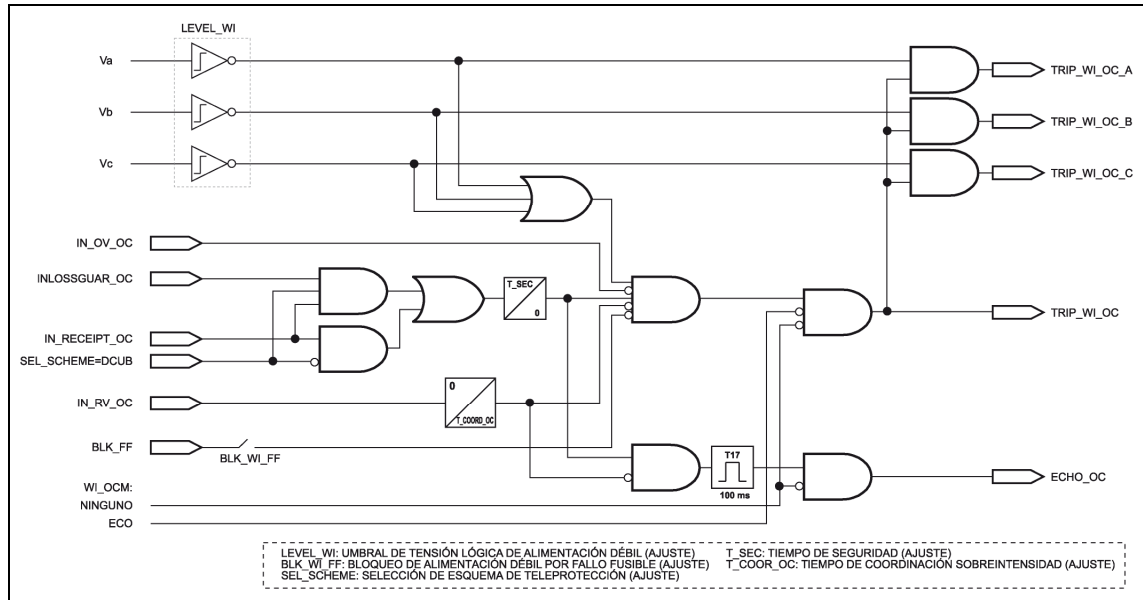 LEVEL_WI
Va
TRIP_WI_OC_A
Vb
TRIP_WI_OC_B
Vc
TRIP_WI_OC_C
IN_OV_OC
INLOSSGUAR_OC
T_SEC
0
IN_RECEIPT_OC
TRIP_WI_OC
SEL_SCHEME=DCUB
IN_RV_OC
0
T_COORD_OC
BLK_FF
BLK_WI_FF
T17
100 ms
ECHO_OC
WI_OCM:
NINGUNO
ECO
LEVEL_WI: UMBRAL DE TENSIÓN LÓGICA DE ALIMENTACIÓN DÉBIL (AJUSTE)
BLK_WI_FF: BLOQUEO DE ALIMENTACIÓN DÉBIL POR FALLO FUSIBLE (AJUSTE)
SEL_SCHEME: SELECCIÓN DE ESQUEMA DE TELEPROTECCIÓN (AJUSTE)
T_SEC: TIEMPO DE SEGURIDAD (AJUSTE)
T_COOR_OC: TIEMPO DE COORDINACIÓN SOBREINTENSIDAD (AJUSTE)